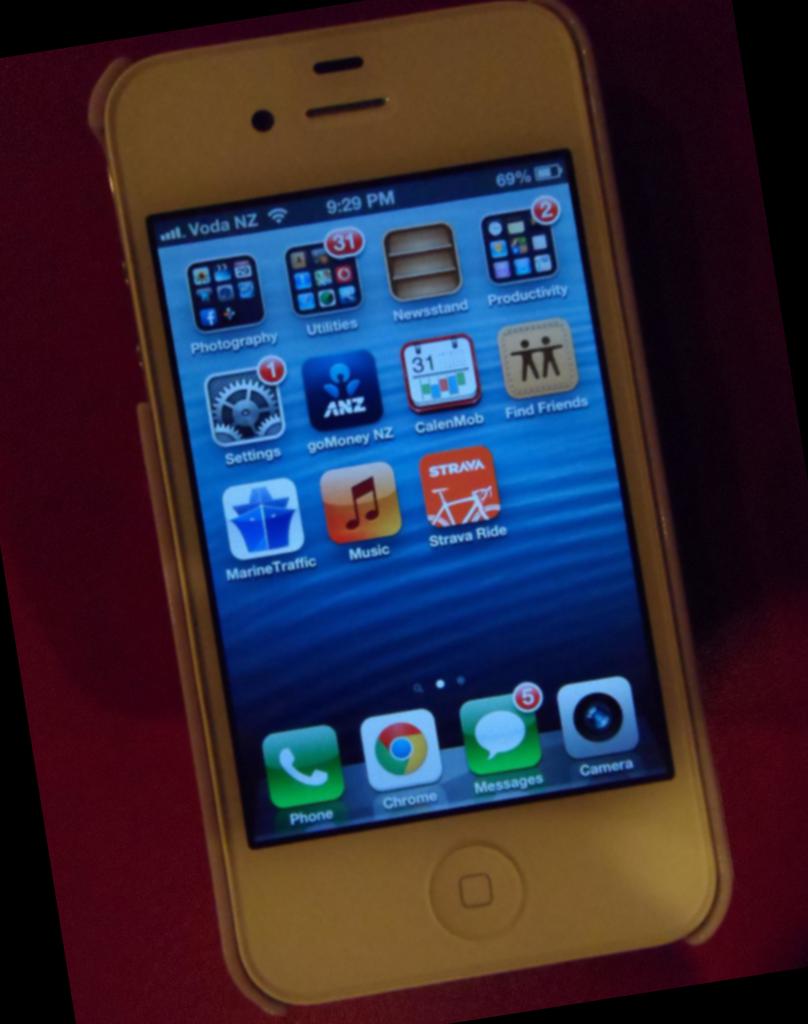 Voda NZ 9:29 PM 69%
31 2
Photography Utilities Newsstand Productivity
1 ANZ 31
Settings goMoney NZ CalenMob Find Friends
STRAVA
MarineTraffic Music Strava Ride
5
Phone Chrome Messages Camera